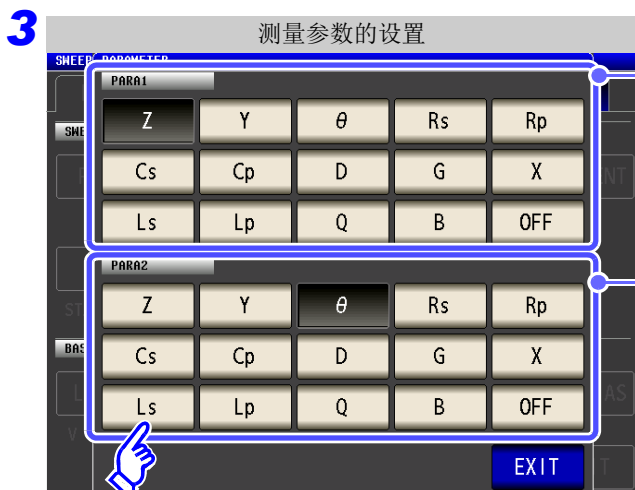 3
测量参数的设置
SWEEP PARAMETER
PARA1
Z Y θ Rs Rp
Cs Cp D G X
Ls Lp Q B OFF
PARA2
Z Y θ Rs Rp
Cs Cp D G X
Ls Lp Q B OFF
V
EXIT